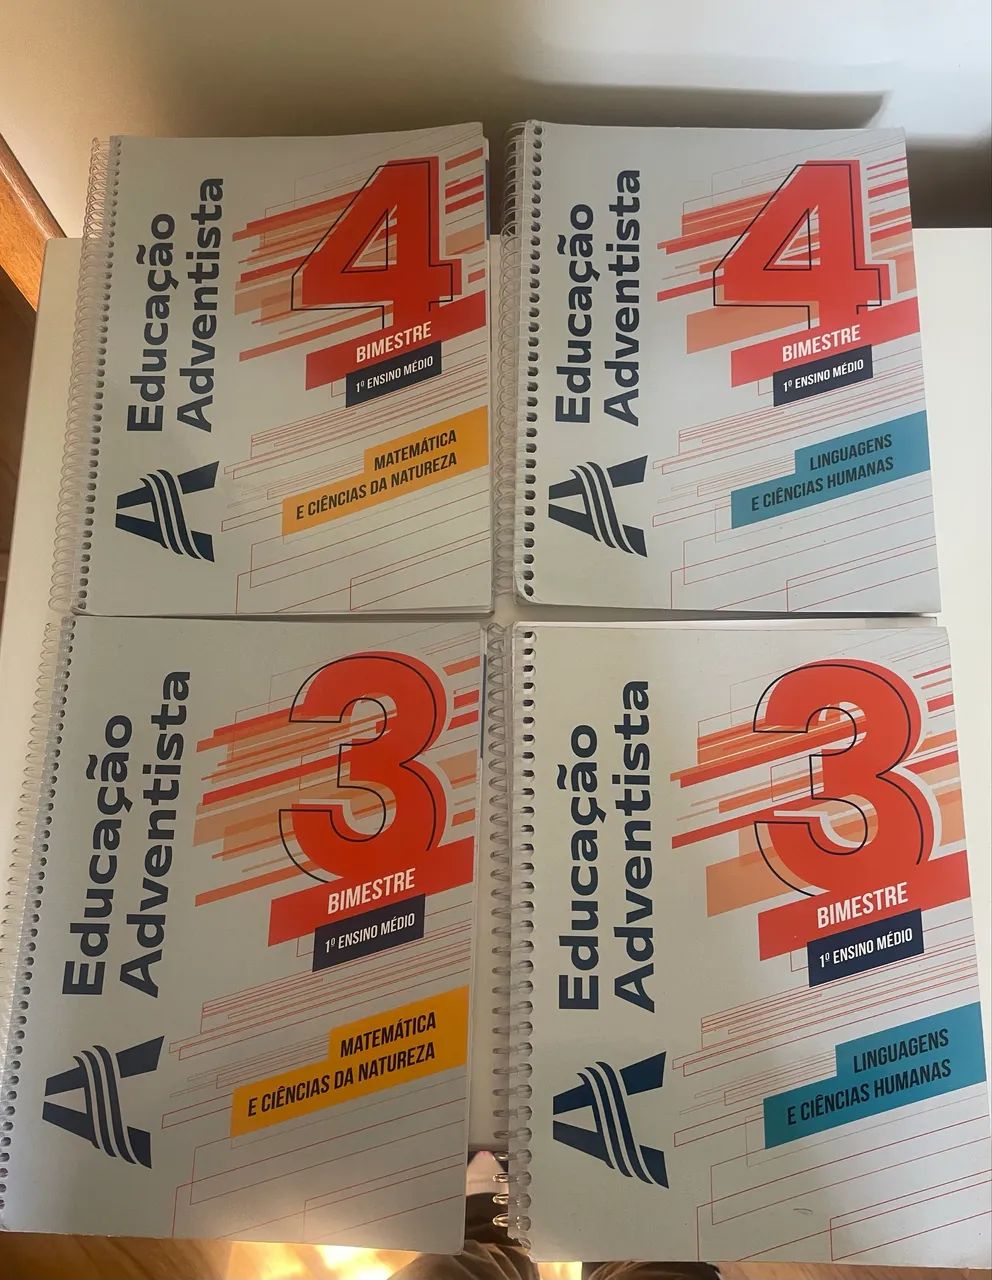 Educação
Adventista
4
BIMESTRE
1º ENSINO MÉDIO
MATEMÁTICA
E CIÊNCIAS DA NATUREZA
Educação
Adventista
4
BIMESTRE
1º ENSINO MÉDIO
LINGUAGENS
E CIÊNCIAS HUMANAS
Educação
Adventista
3
BIMESTRE
1º ENSINO MÉDIO
MATEMÁTICA
E CIÊNCIAS DA NATUREZA
Educação
Adventista
3
BIMESTRE
1º ENSINO MÉDIO
LINGUAGENS
E CIÊNCIAS HUMANAS